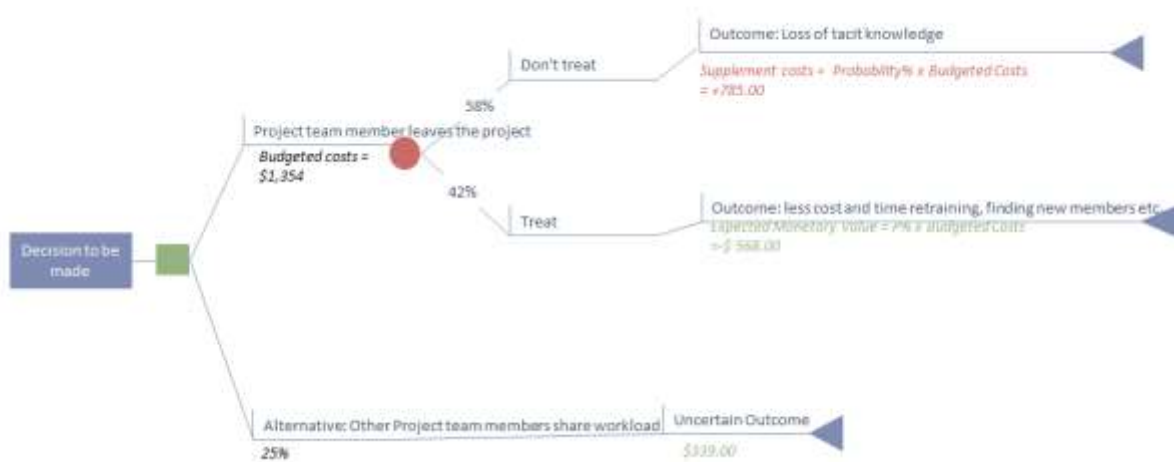 Outcome: Loss of tacit knowledge
Don't treat
Supplement costs = Probability% x Budgeted Costs
= +785.00
58%
Project team member leaves the project
Budgeted costs =
$1,354
42%
Outcome: less cost and time retraining, finding new members etc
Treat
Expected Monetary Value = P% x Budgeted Costs
=-$ 568.00
Decision to be
made
Alternative: Other Project team members share workload
Uncertain Outcome
25%
$339.00